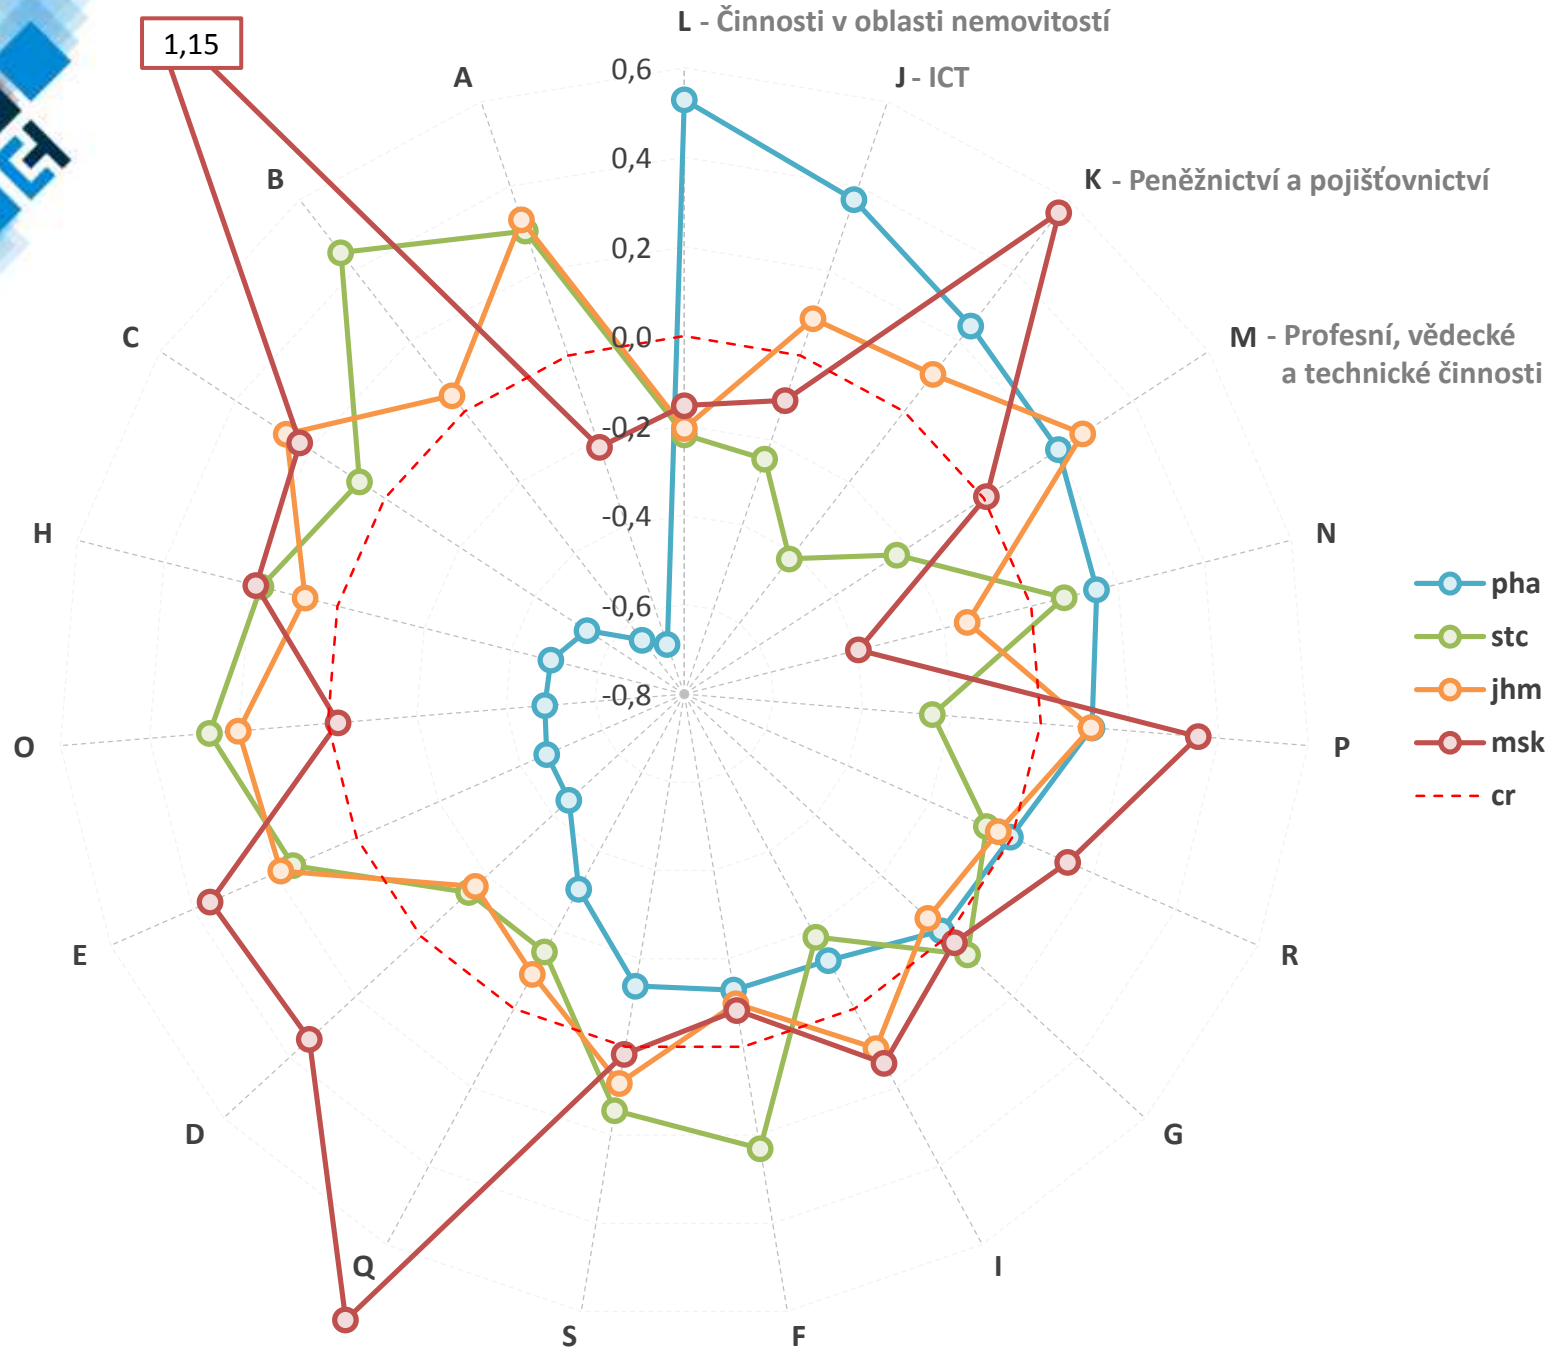 1,15
L - Činnosti v oblasti nemovitostí
J - ICT
K - Peněžnictví a pojišťovnictví
M - Profesní, vědecké
a technické činnosti
N
P
R
G
I
F
S
Q
D
E
O
H
C
B
A
0,6
0,4
0,2
0,0
-0,2
-0,4
-0,6
-0,8
pha
stc
jhm
msk
cr